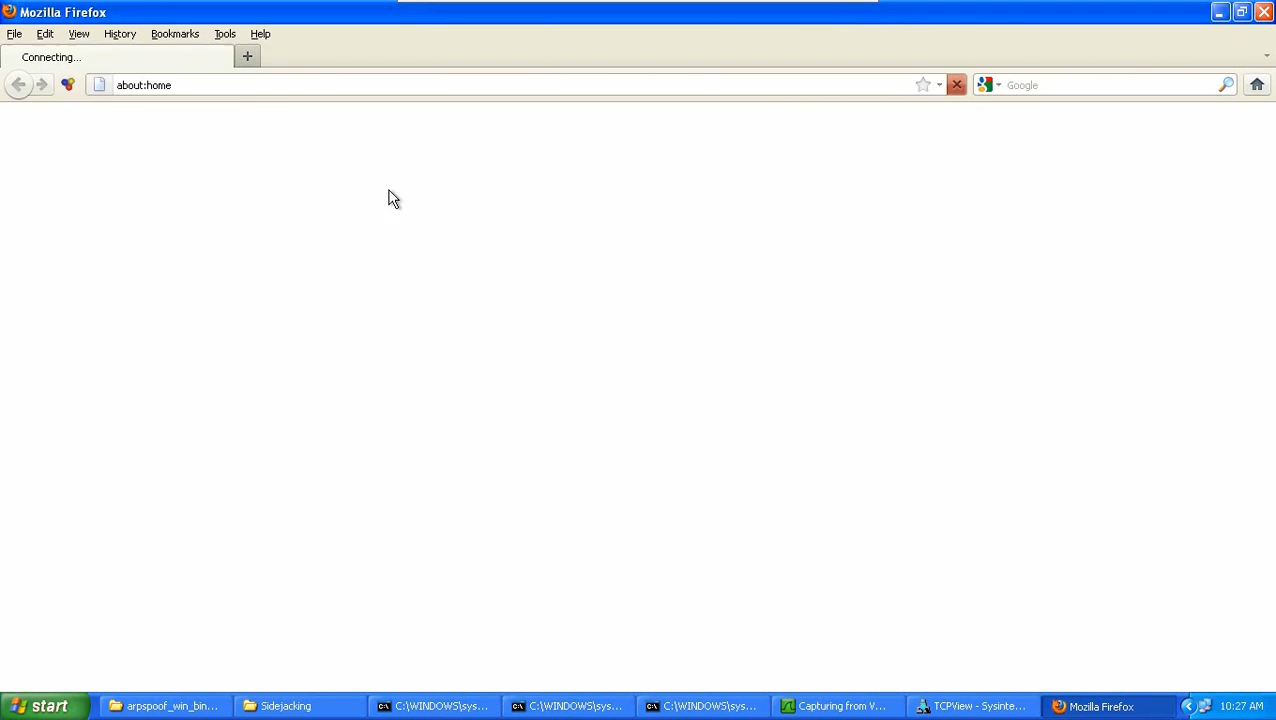 Mozilla Firefox
File Edit View History Bookmarks Tools Help
Connecting...
about:home Google
start arpspoof_win_bin... Sidejacking C:\WINDOWS\sys... C:\WINDOWS\sys... C:\WINDOWS\sys... Capturing from V... TCPView - Sysinte... Mozilla Firefox 10:27 AM